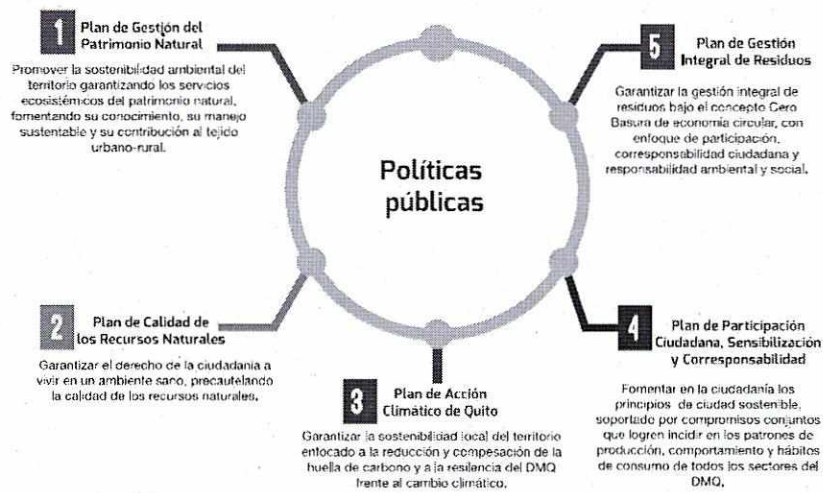 Políticas
públicas
1
Plan de Gestión del
Patrimonio Natural
Promover la sostenibilidad ambiental del
territorio garantizando los servicios
ecosistémicos del patrimonio natural,
fomentando su conocimiento, su manejo
sustentable y su contribución al tejido
urbano-rural.
2
Plan de Calidad de
los Recursos Naturales
Garantizar el derecho de la ciudadanía a
vivir en un ambiente sano, precautelando
la calidad de los recursos naturales.
3
Plan de Acción
Climático de Quito
Garantizar la sostenibilidad local del territorio
enfocado a la reducción y compesación de la
huella de carbono y a la resilencia del DMQ
frente al cambio climático.
4
Plan de Participación
Ciudadana, Sensibilización
y Corresponsabilidad
Fomentar en la ciudadanía los
principios de ciudad sostenible,
soportado por compromisos conjuntos
que logren incidir en los patrones de
producción, comportamiento y hábitos
de consumo de todos los sectores del
DMQ.
5
Plan de Gestión
Integral de Residuos
Garantizar la gestión integral de
residuos bajo el concepto Cero
Basura de economía circular, con
enfoque de participación,
corresponsabilidad ciudadana y
responsabilidad ambiental y social.